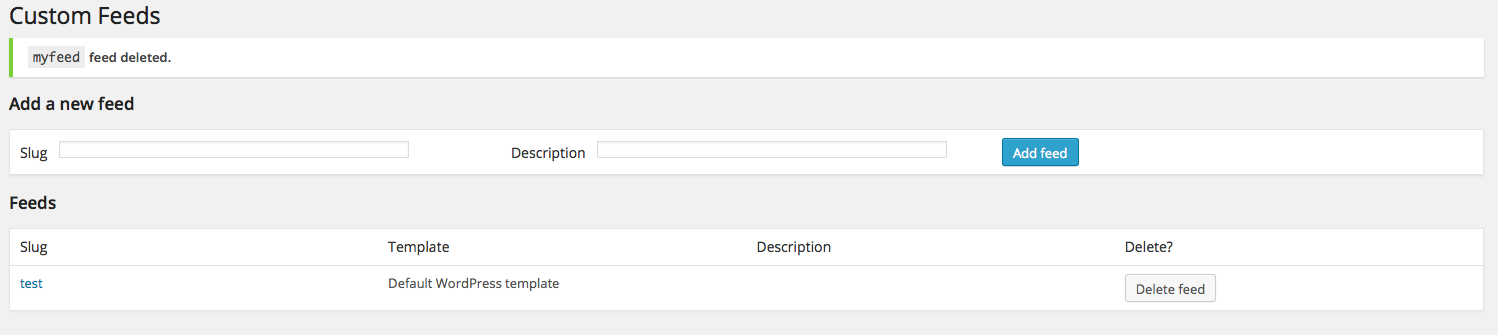 Custom Feeds
myfeed feed deleted.
Add a new feed
Slug Description Add feed
Feeds
Slug Template Description Delete?
test Default WordPress template Delete feed